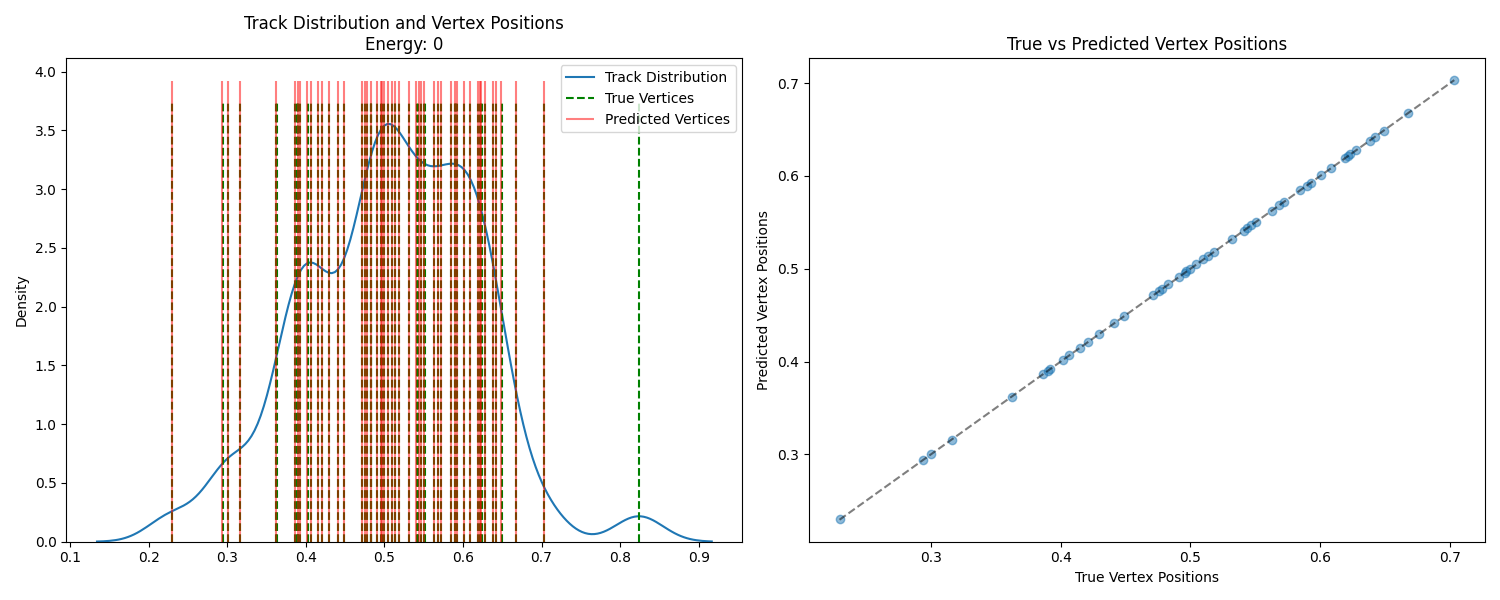 Track Distribution and Vertex Positions
Energy: 0
Track Distribution
True Vertices
Predicted Vertices
Density
4.0
3.5
3.0
2.5
2.0
1.5
1.0
0.5
0.0
0.1 0.2 0.3 0.4 0.5 0.6 0.7 0.8 0.9
True vs Predicted Vertex Positions
Predicted Vertex Positions
0.7
0.6
0.5
0.4
0.3
0.3 0.4 0.5 0.6 0.7
True Vertex Positions